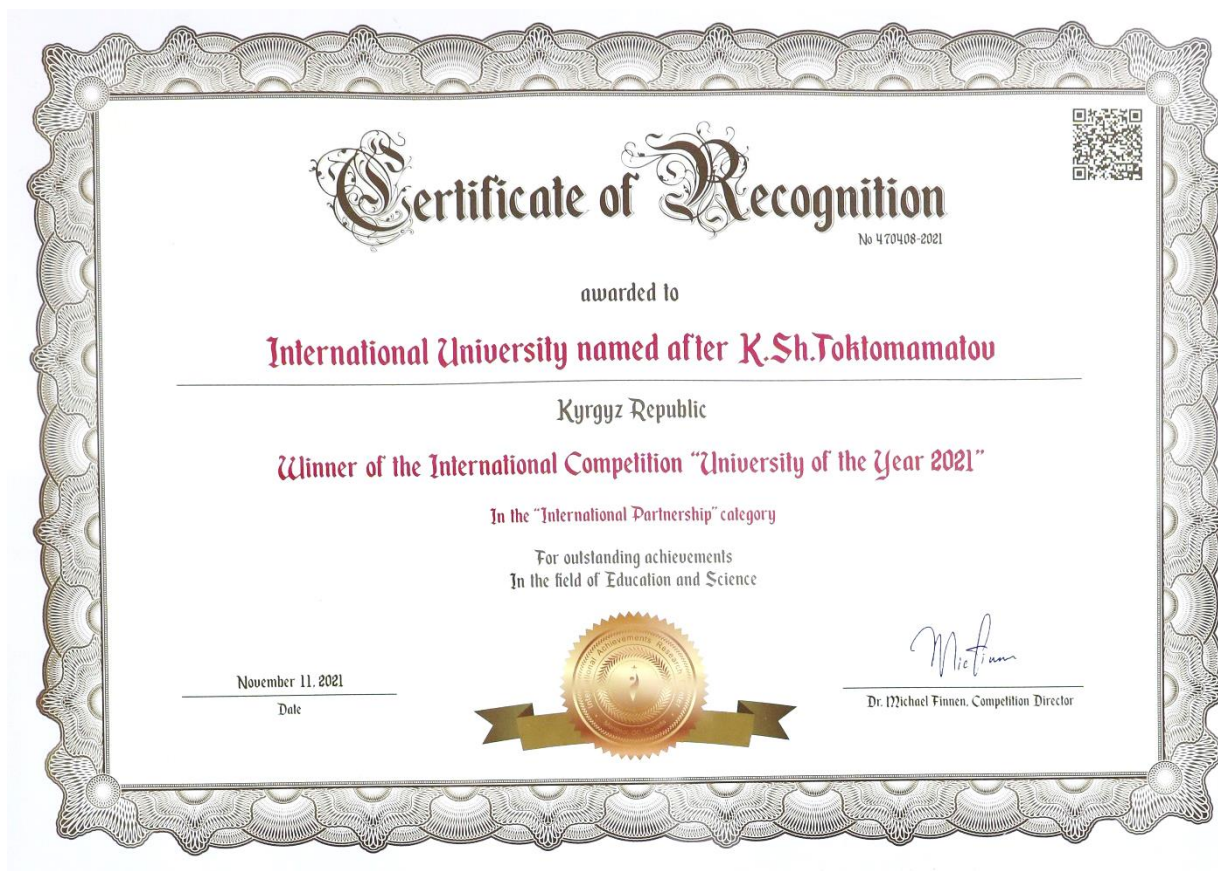 Certificate of Recognition
No 470408-2021
awarded to
International University named after K.Sh.Toktomamatov
Kyrgyz Republic
Winner of the International Competition "University of the Year 2021"
In the "International Partnership" category
For outstanding achievements
In the field of Education and Science
Achievements Research
November 11, 2021
Date
Dr. Michael Finnen, Competition Director